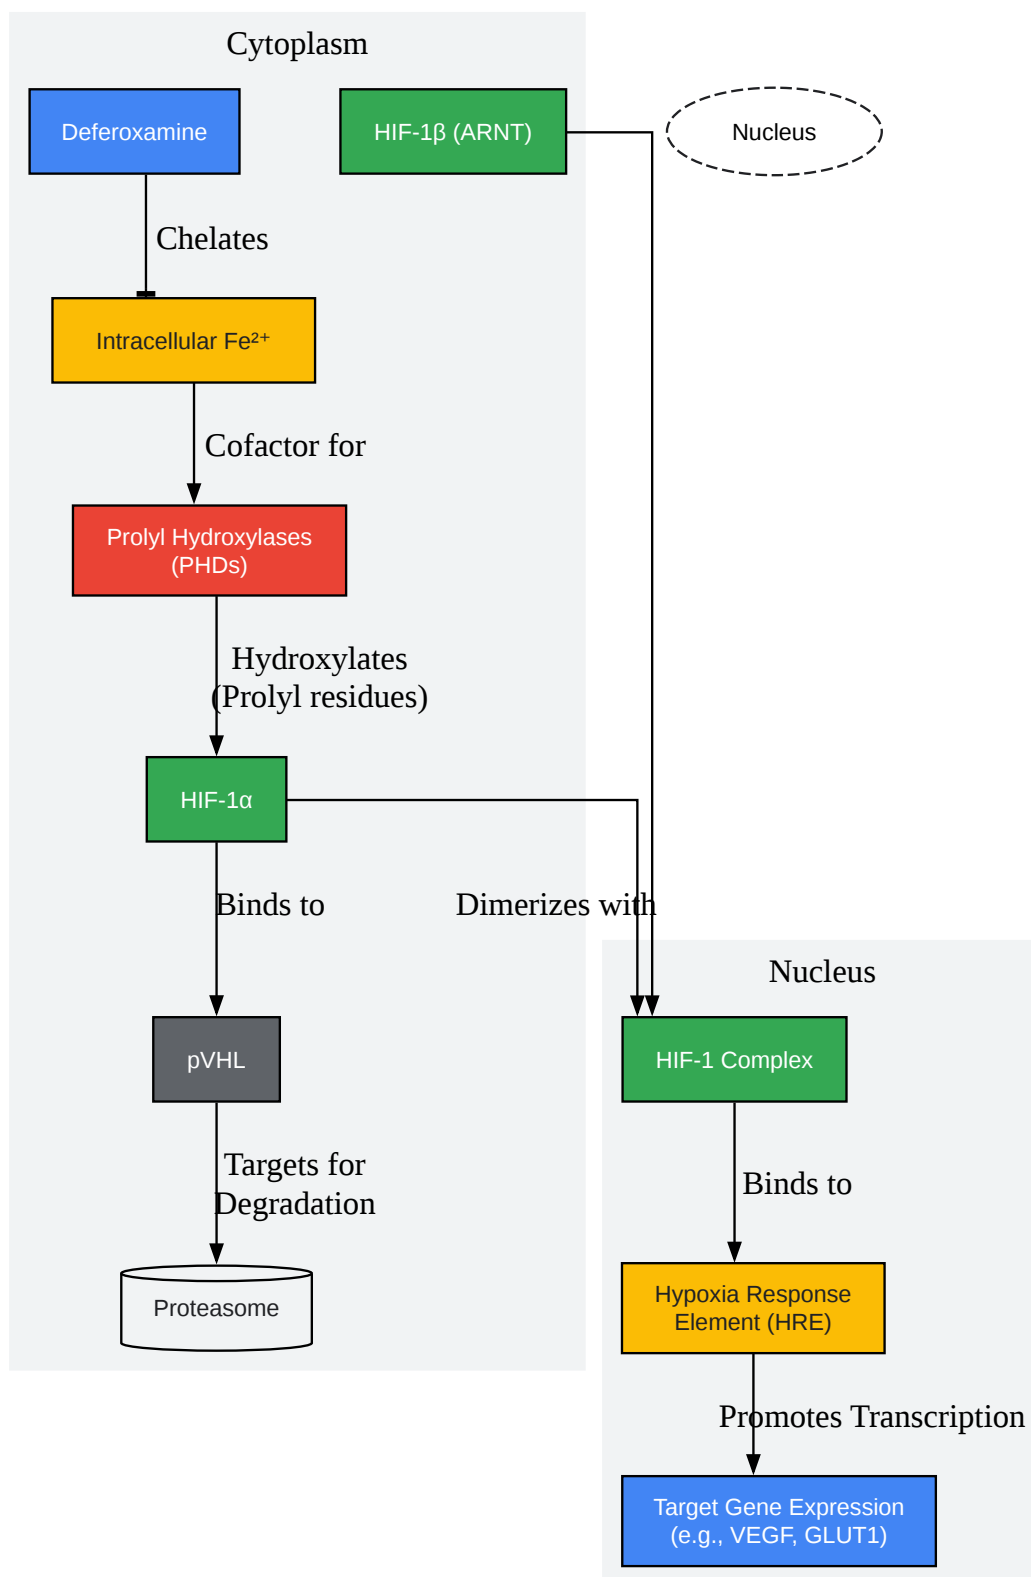 Cytoplasm
Deferoxamine
HIF-1β (ARNT)
Nucleus
Chelates
Intracellular Fe²⁺
Cofactor for
Prolyl Hydroxylases
(PHDs)
Hydroxylates
(Prolyl residues)
HIF-1α
Binds to
Dimerizes with
Nucleus
pVHL
HIF-1 Complex
Targets for
Degradation
Binds to
Proteasome
Hypoxia Response
Element (HRE)
Promotes Transcription
Target Gene Expression
(e.g., VEGF, GLUT1)